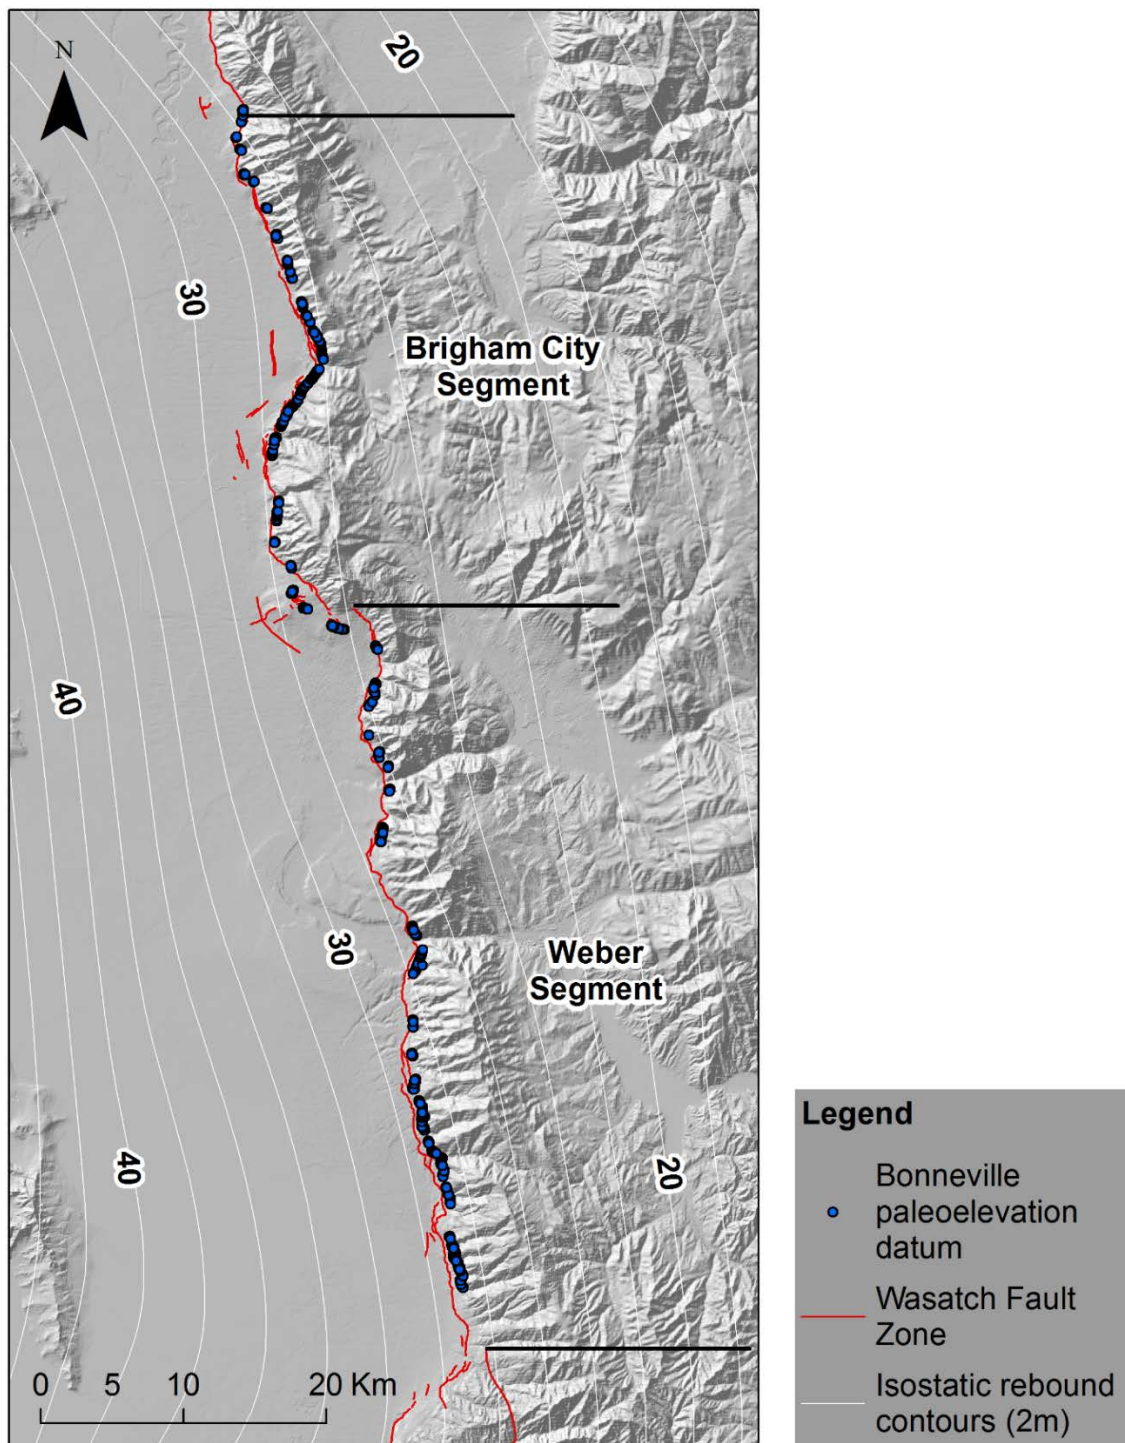 N
20
30
Brigham City
Segment
40
30
Weber
Segment
40
20
0 5 10 20 Km
Legend
Bonneville
paleoelevation
datum
Wasatch Fault
Zone
Isostatic rebound
contours (2m)